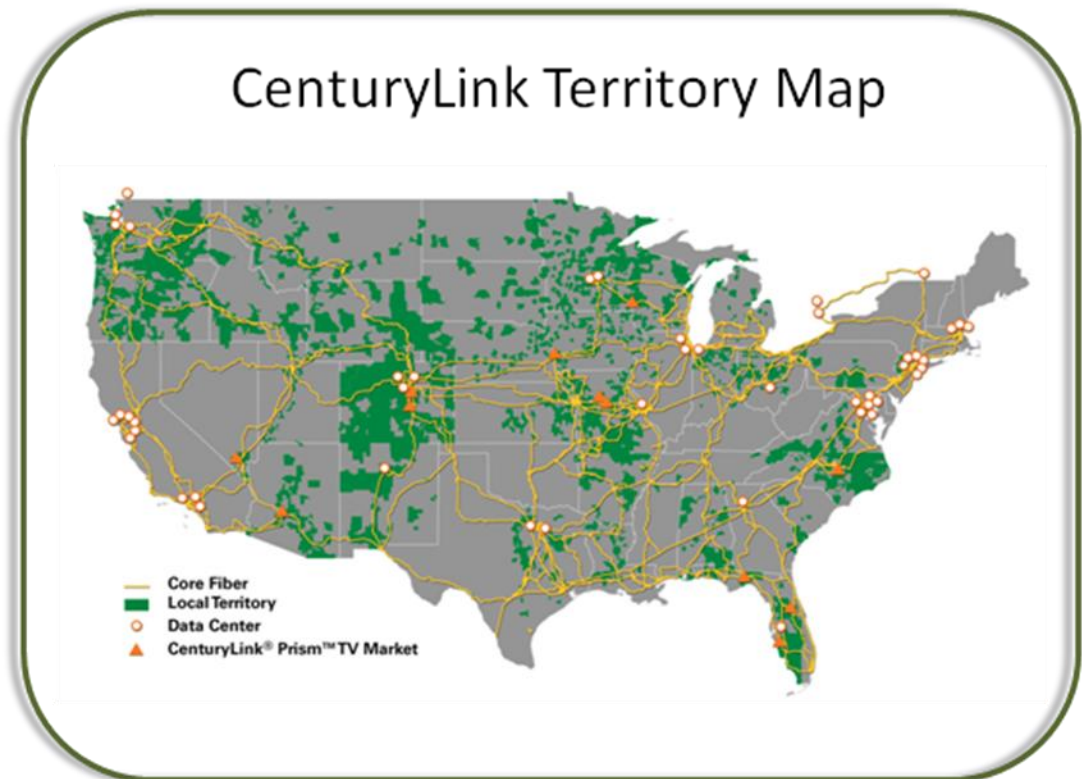 CenturyLink Territory Map
Core Fiber
Local Territory
Data Center
CenturyLink® Prism™ TV Market